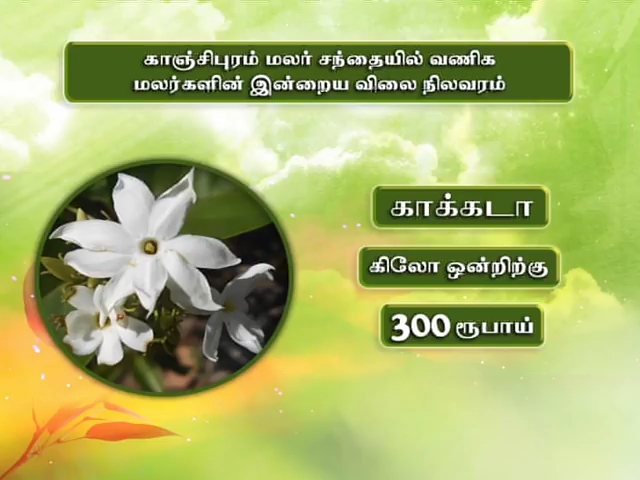 காஞ்சிபுரம் மலர் சந்தையில் வணிக
மலர்களின் இன்றைய விலை நிலவரம்
காக்கடா
கிலோ ஒன்றிற்கு
300 ரூபாய்